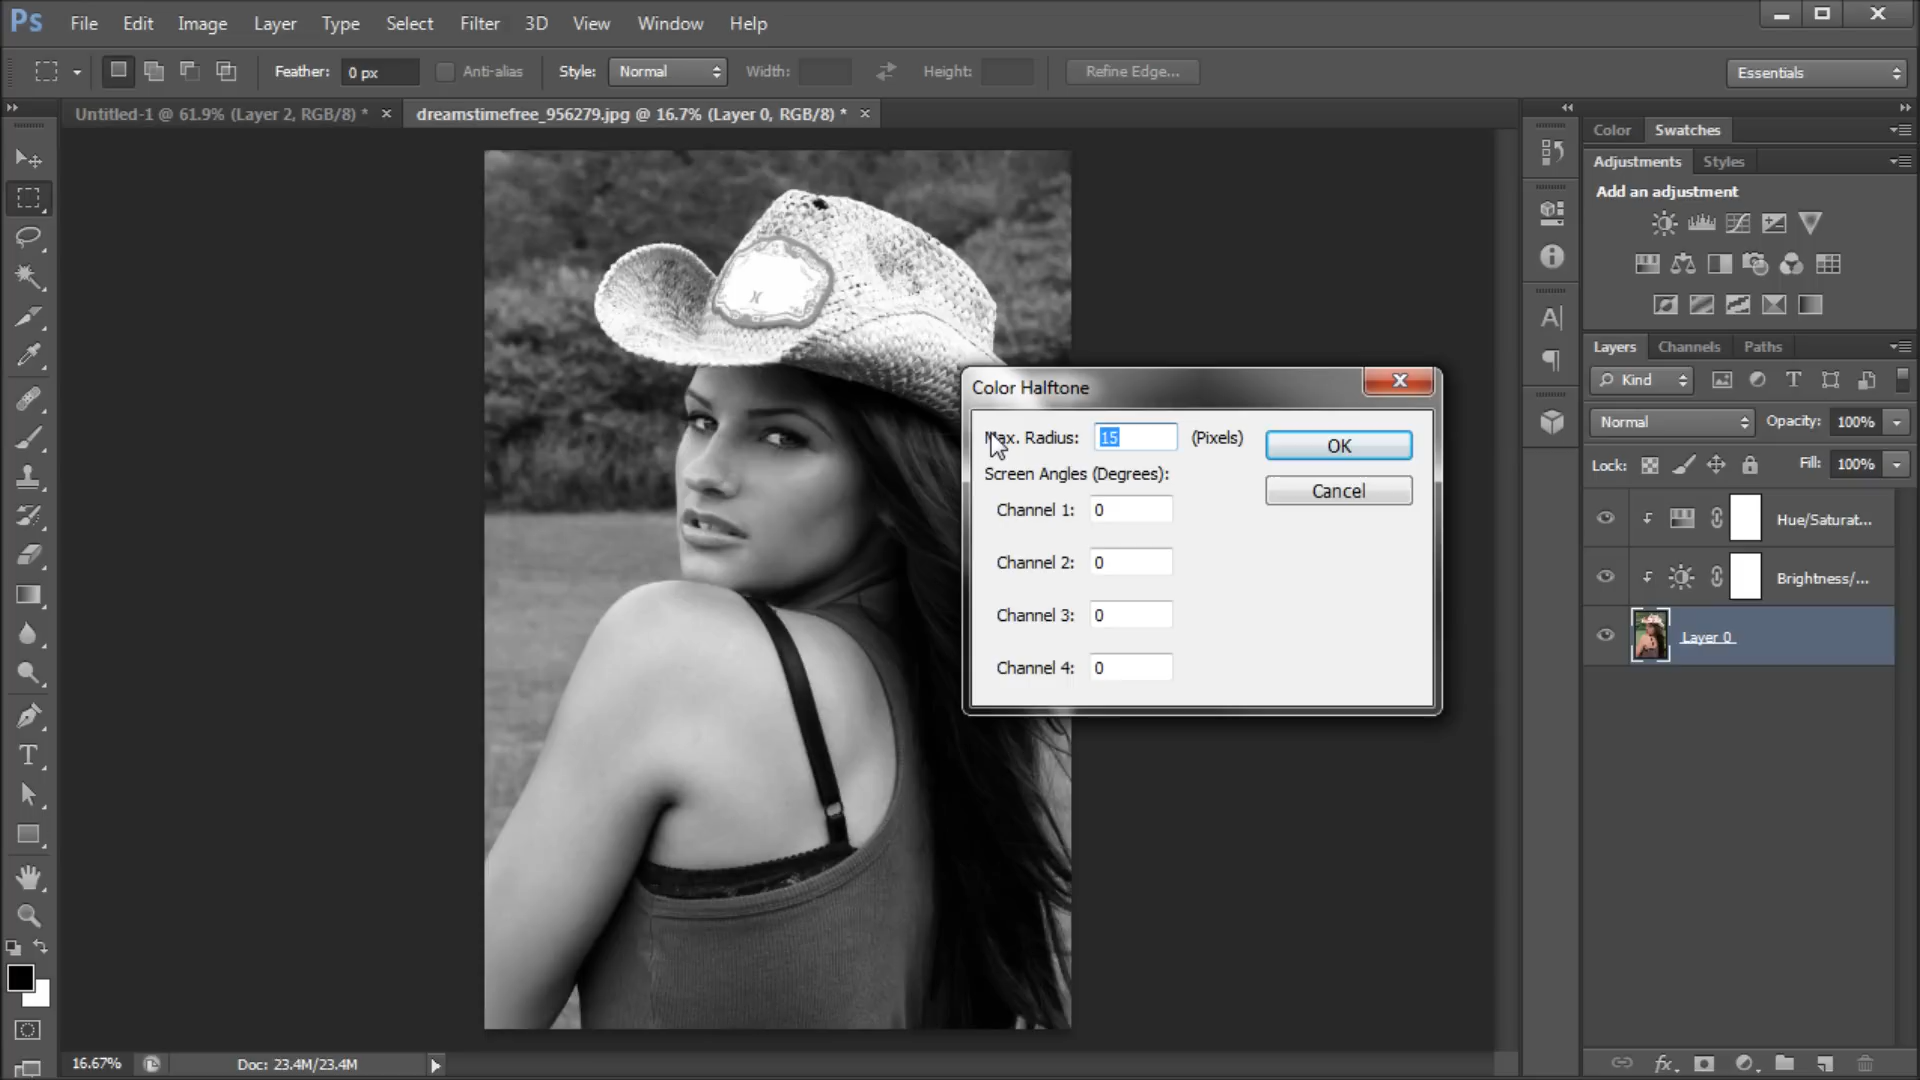 Ps File Edit Image Layer Type Select Filter 3D View Window Help
Feather: 0 px Anti-alias Style: Normal Width: Height: Refine Edge... Essentials
Untitled-1 @ 61.9% (Layer 2, RGB/8) * × dreamstimefree_956279.jpg @ 16.7% (Layer 0, RGB/8) * ×
Color Swatches
Adjustments Styles
Add an adjustment
Layers Channels Paths
Kind
Normal Opacity: 100%
Lock: Fill: 100%
Hue/Saturat...
Brightness/...
Layer 0
Color Halftone
Max. Radius: 15 (Pixels) OK
Screen Angles (Degrees): Cancel
Channel 1: 0
Channel 2: 0
Channel 3: 0
Channel 4: 0
16.67% Doc: 23.4M/23.4M